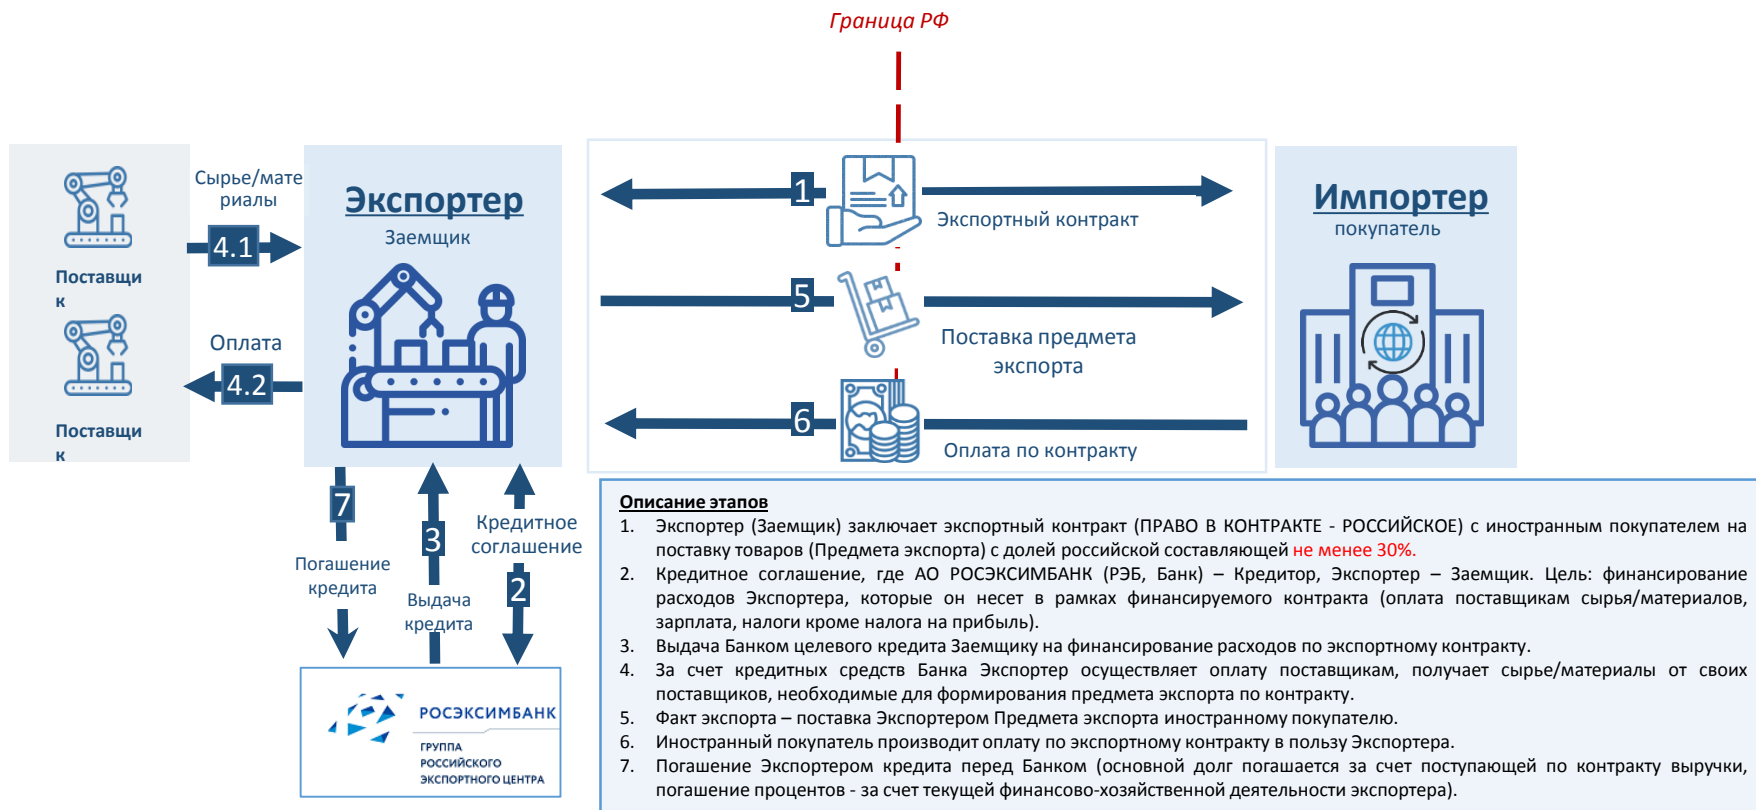 Граница РФ
Сырье/мате
риалы
4.1
Поставщи
к
Оплата
4.2
Поставщи
к
Экспортер
Заемщик
1
Экспортный контракт
5
Поставка предмета
экспорта
6
Оплата по контракту
Импортер
покупатель
7
Погашение
кредита
3
Выдача
кредита
Кредитное
соглашение
2
РОСЭКСИМБАНК
ГРУППА
РОССИЙСКОГО
ЭКСПОРТНОГО ЦЕНТРА
Описание этапов
1. Экспортер (Заемщик) заключает экспортный контракт (ПРАВО В КОНТРАКТЕ - РОССИЙСКОЕ) с иностранным покупателем на
поставку товаров (Предмета экспорта) с долей российской составляющей не менее 30%.
2. Кредитное соглашение, где АО РОСЭКСИМБАНК (РЭБ, Банк) – Кредитор, Экспортер – Заемщик. Цель: финансирование
расходов Экспортера, которые он несет в рамках финансируемого контракта (оплата поставщикам сырья/материалов,
зарплата, налоги кроме налога на прибыль).
3. Выдача Банком целевого кредита Заемщику на финансирование расходов по экспортному контракту.
4. За счет кредитных средств Банка Экспортер осуществляет оплату поставщикам, получает сырье/материалы от своих
поставщиков, необходимые для формирования предмета экспорта по контракту.
5. Факт экспорта – поставка Экспортером Предмета экспорта иностранному покупателю.
6. Иностранный покупатель производит оплату по экспортному контракту в пользу Экспортера.
7. Погашение Экспортером кредита перед Банком (основной долг погашается за счет поступающей по контракту выручки,
погашение процентов - за счет текущей финансово-хозяйственной деятельности экспортера).